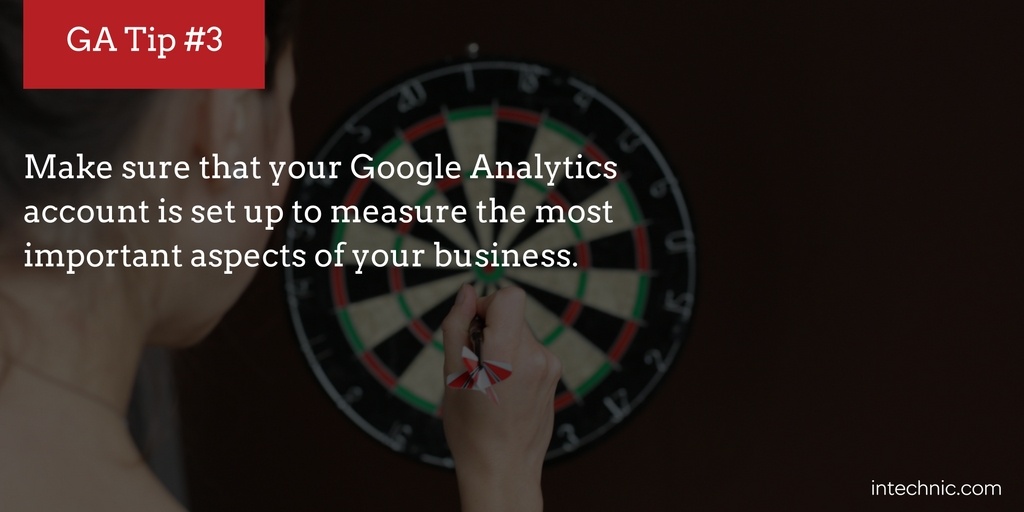 GA Tip #3
Make sure that your Google Analytics
account is set up to measure the most
important aspects of your business.
intechnic.com